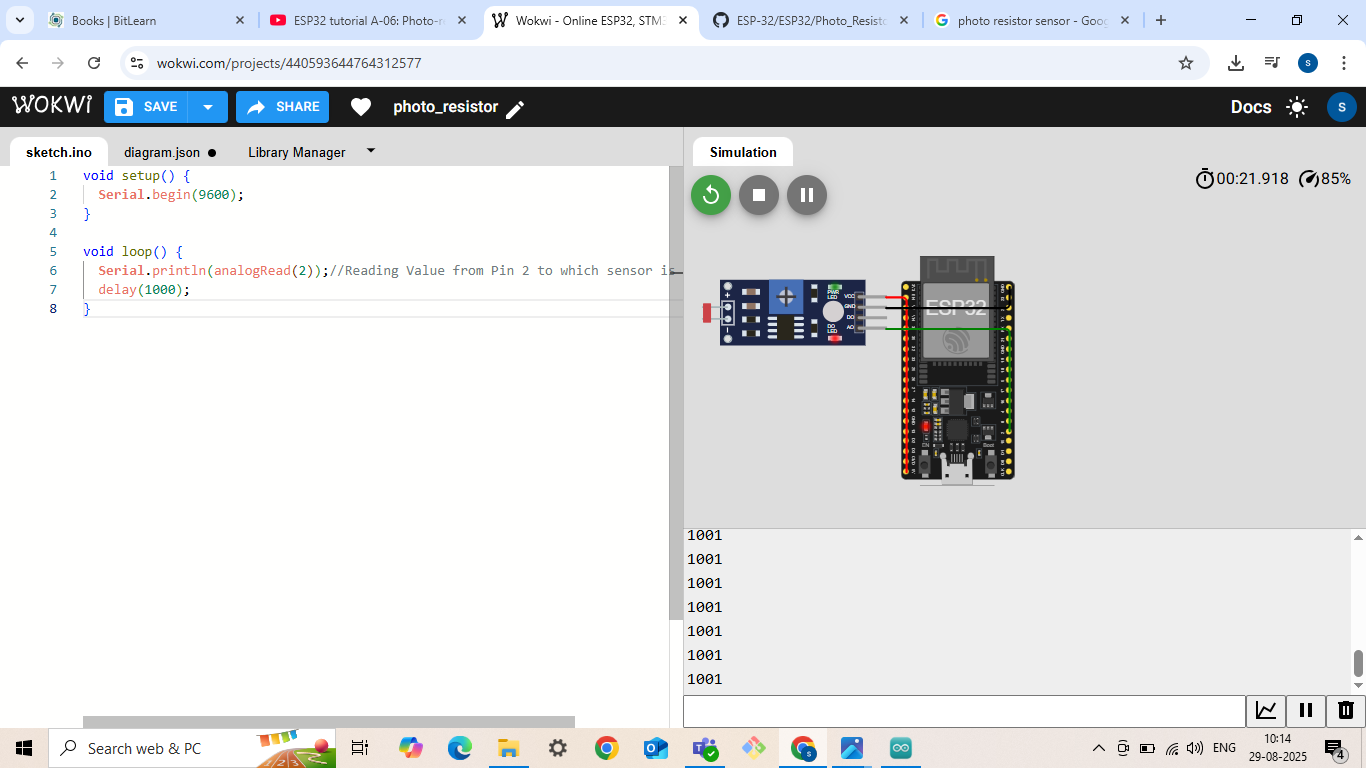 Books | BitLearn
ESP32 tutorial A-06: Photo-r
Wokwi - Online ESP32, STM3
ESP-32/ESP32/Photo_Resisto
photo resistor sensor - Goog
wokwi.com/projects/440593644764312577
S
WOKWI
SAVE
SHARE
photo_resistor
Docs
S
sketch.ino
diagram.json
Library Manager
Simulation
1 void setup() {
2 Serial.begin(9600);
3 }
4
5 void loop() {
6 Serial.println(analogRead(2));//Reading Value from Pin 2 to which sensor is
7 delay(1000);
8 }
00:21.918
85%
PWR
LED
VCC
GND
DO
AO
DO
LED
ESP32
EN
Boot
1001
1001
1001
1001
1001
1001
1001
Search web & PC
ENG
10:14
29-08-2025
4